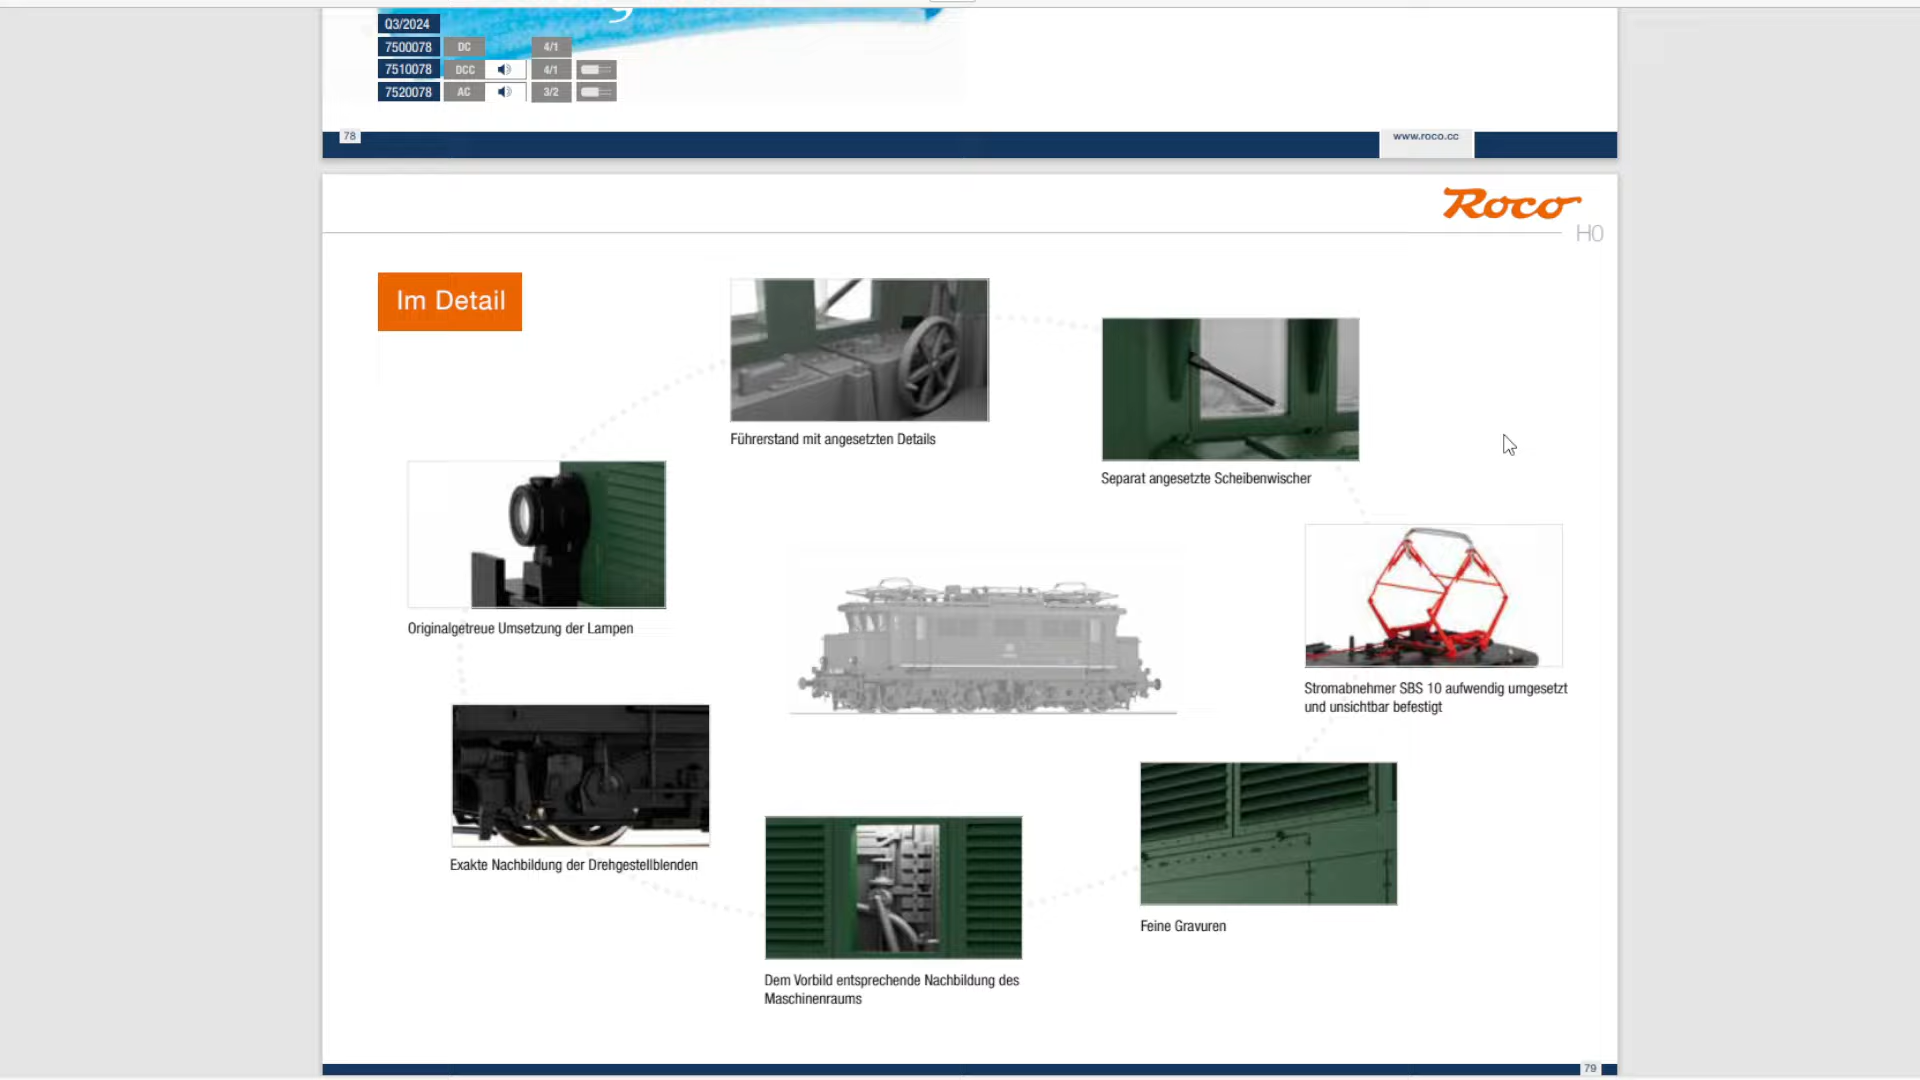 Q3/2024
7500078 DC 4/1
7510078 DCC 4/1
7520078 AC 3/2
78
www.roco.cc
Roco
H0
Im Detail
Führerstand mit angesetzten Details
Separat angesetzte Scheibenwischer
Originalgetreue Umsetzung der Lampen
Stromabnehmer SBS 10 aufwendig umgesetzt
und unsichtbar befestigt
Exakte Nachbildung der Drehgestellblenden
Feine Gravuren
Dem Vorbild entsprechende Nachbildung des
Maschinenraums
79